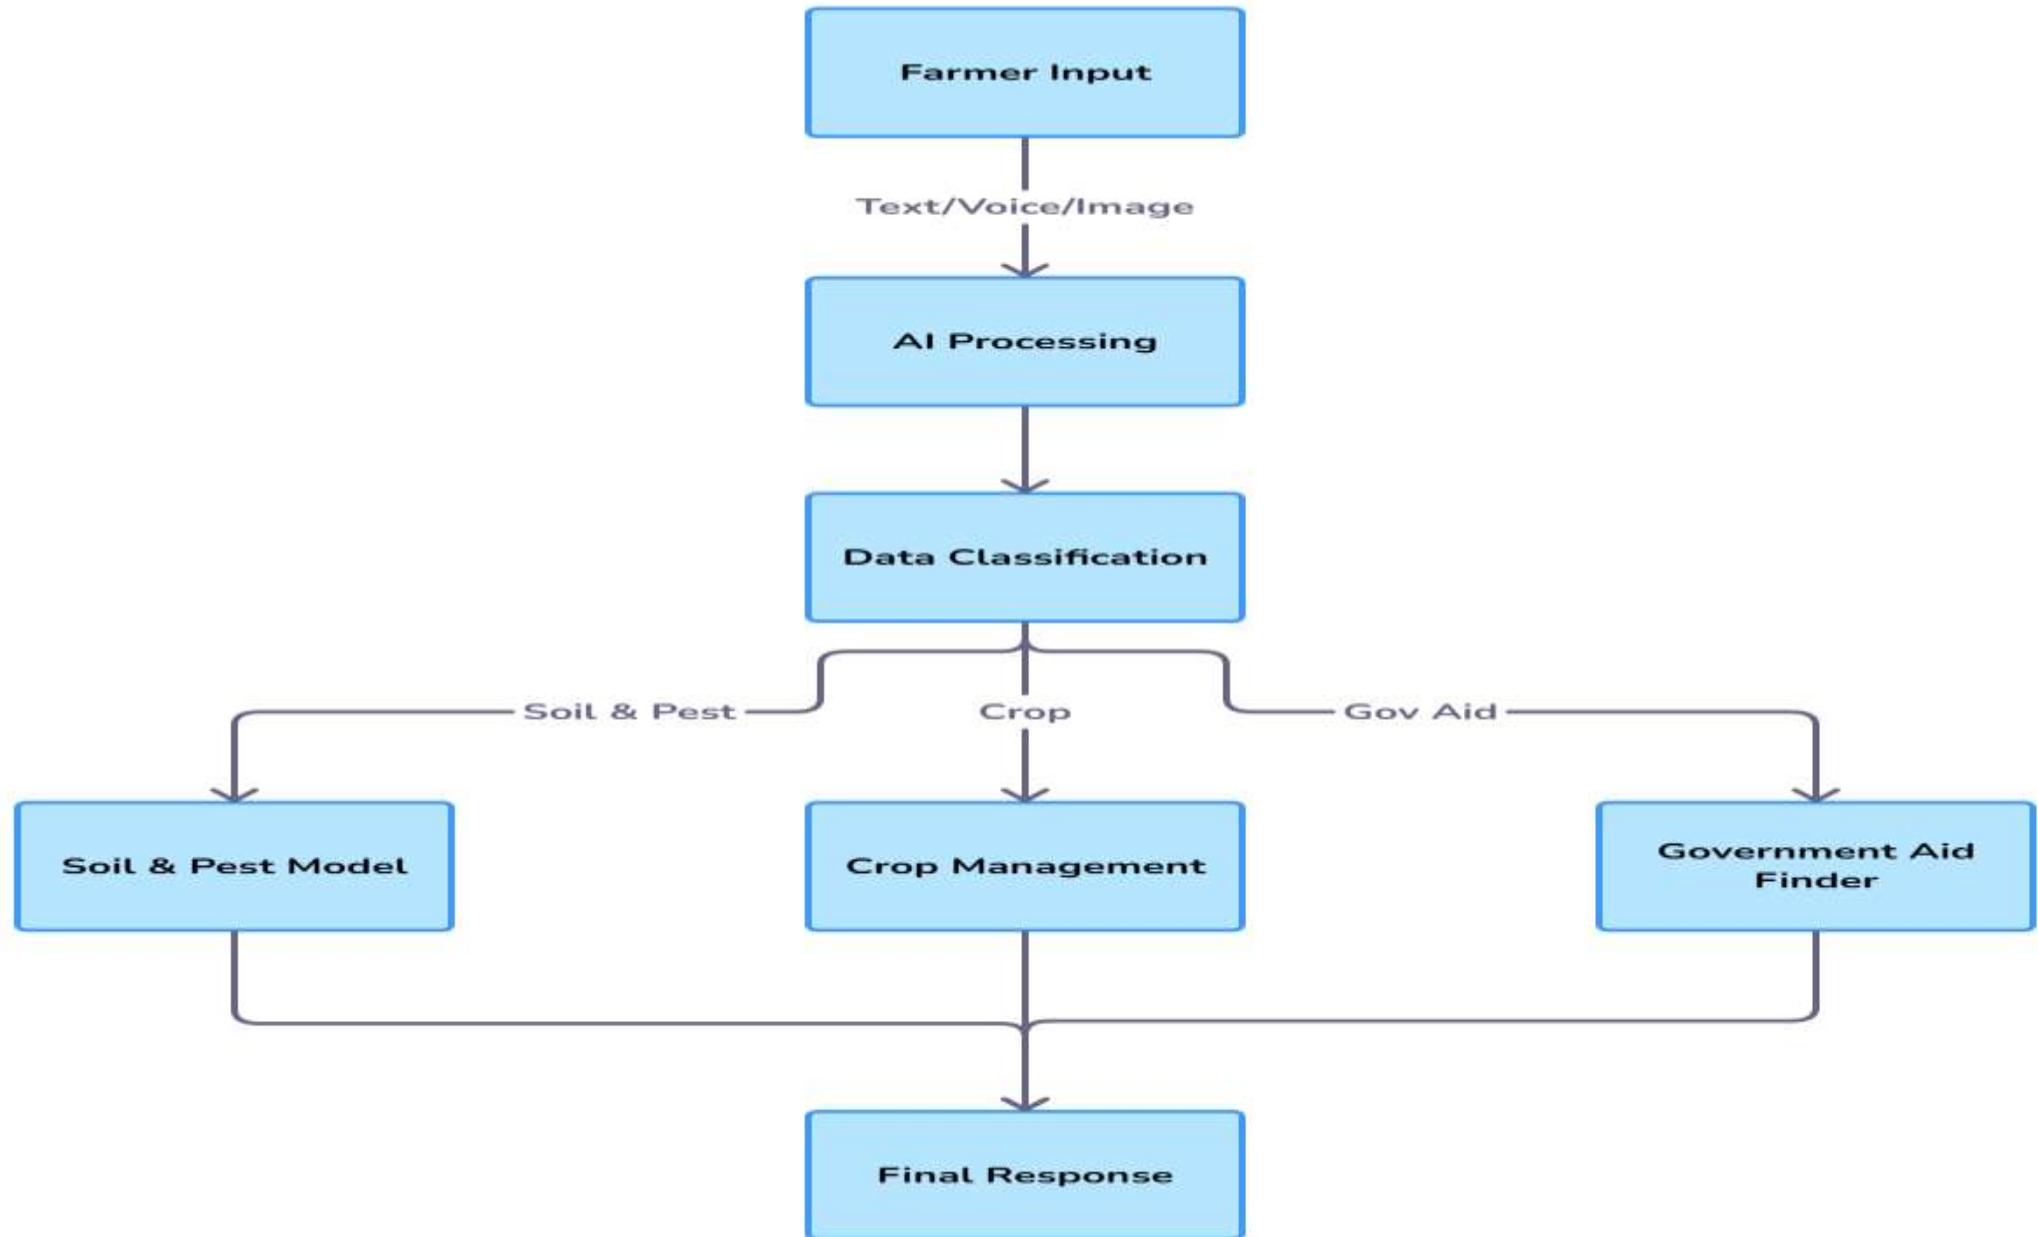 Farmer Input
Text/Voice/Image
AI Processing
Data Classification
Soil & Pest
Crop
Gov Aid
Soil & Pest Model
Crop Management
Government Aid
Finder
Final Response